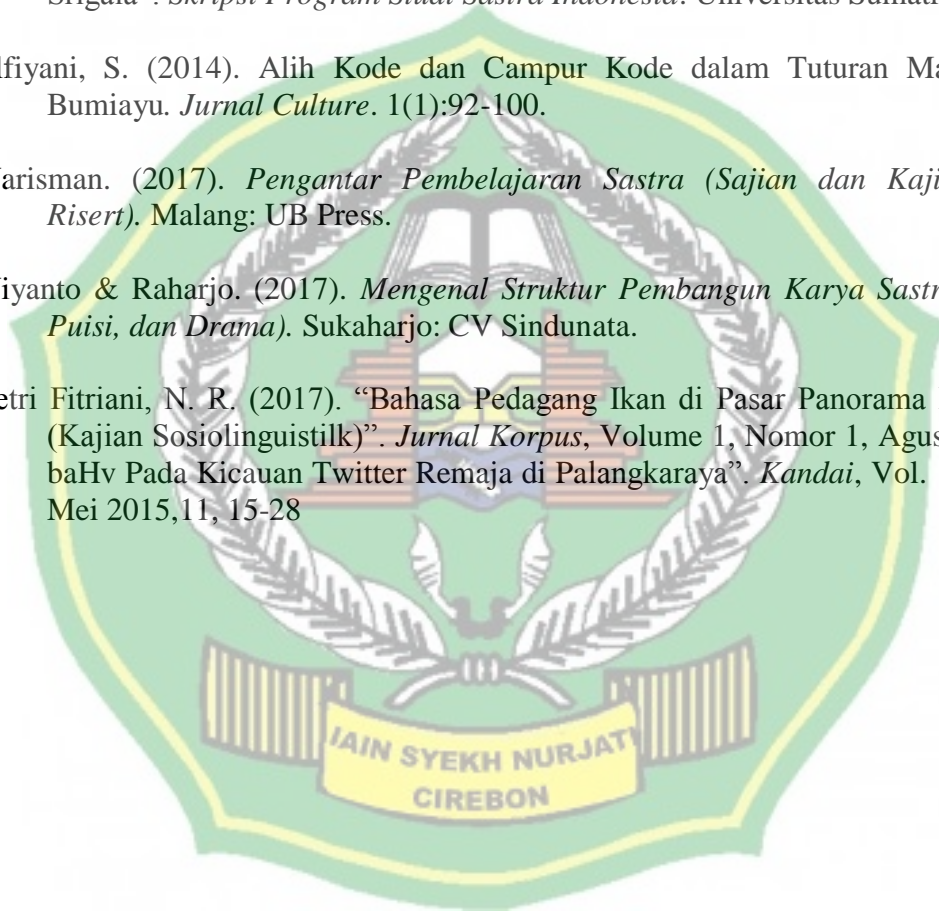 Srigala". Skripsi Program Studi Sastra Indonesia. Universitas Sumat
lfiyani, S. (2014). Alih Kode dan Campur Kode dalam Tuturan Ma
Bumiayu. Jurnal Culture. 1(1):92-100.
arisman. (2017). Pengantar Pembelajaran Sastra (Sajian dan Kaji
Risert). Malang: UB Press.
iyanto & Raharjo. (2017). Mengenal Struktur Pembangun Karya Sastr
Puisi, dan Drama). Sukaharjo: CV Sindunata.
etri Fitriani, N. R. (2017). “Bahasa Pedagang Ikan di Pasar Panorama
(Kajian Sosiolinguistilk)”. Jurnal Korpus, Volume 1, Nomor 1, Agus
baHv Pada Kicauan Twitter Remaja di Palangkaraya”. Kandai, Vol.
Mei 2015,11, 15-28
IAIN SYEKH NURJATI
CIREBON